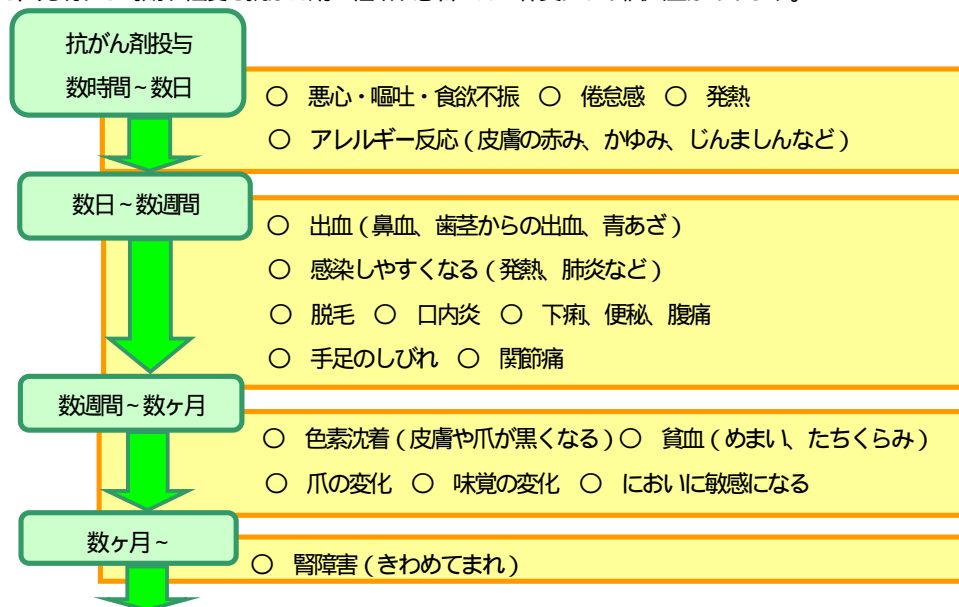 抗がん剤投与
数時間~数日
○ 悪心・嘔吐・食欲不振 ○ 倦怠感 ○ 発熱
○ アレルギー反応(皮膚の赤み、かゆみ、じんましんなど)
数日~数週間
○ 出血(鼻血、歯茎からの出血、青あざ)
○ 感染しやすくなる(発熱、肺炎など)
○ 脱毛 ○ 口内炎 ○ 下痢、便秘、腹痛
○ 手足のしびれ ○ 関節痛
数週間~数ヶ月
○ 色素沈着(皮膚や爪が黒くなる)○ 貧血(めまい、たちくらみ)
○ 爪の変化 ○ 味覚の変化 ○ においに敏感になる
数ヶ月~
○ 腎障害(きわめてまれ)